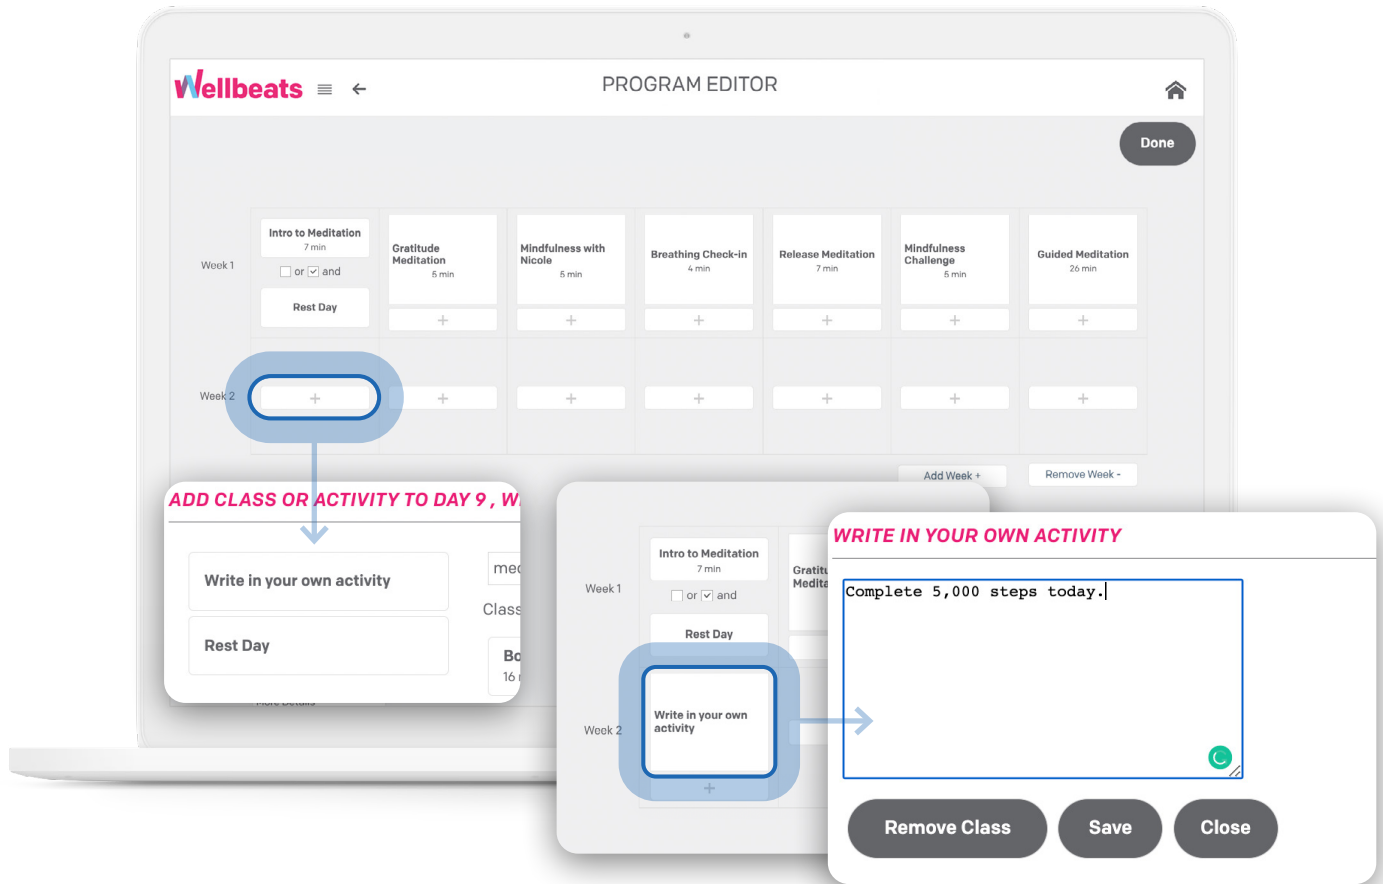 Wellbeats
PROGRAM EDITOR
Done
Week 1
Intro to Meditation
7 min
or and
Rest Day
Gratitude
Meditation
5 min
+
Mindfulness with
Nicole
5 min
+
Breathing Check-in
4 min
+
Release Meditation
7 min
+
Mindfulness
Challenge
5 min
+
Guided Meditation
26 min
+
Week 2
+
+
+
+
+
+
+
Add Week +
Remove Week -
ADD CLASS OR ACTIVITY TO DAY 9 , W
Write in your own activity
Rest Day
Class
16
More Details
Week 1
Intro to Meditation
7 min
or and
Rest Day
Week 2
Write in your own
activity
+
WRITE IN YOUR OWN ACTIVITY
Complete 5,000 steps today.
Remove Class
Save
Close